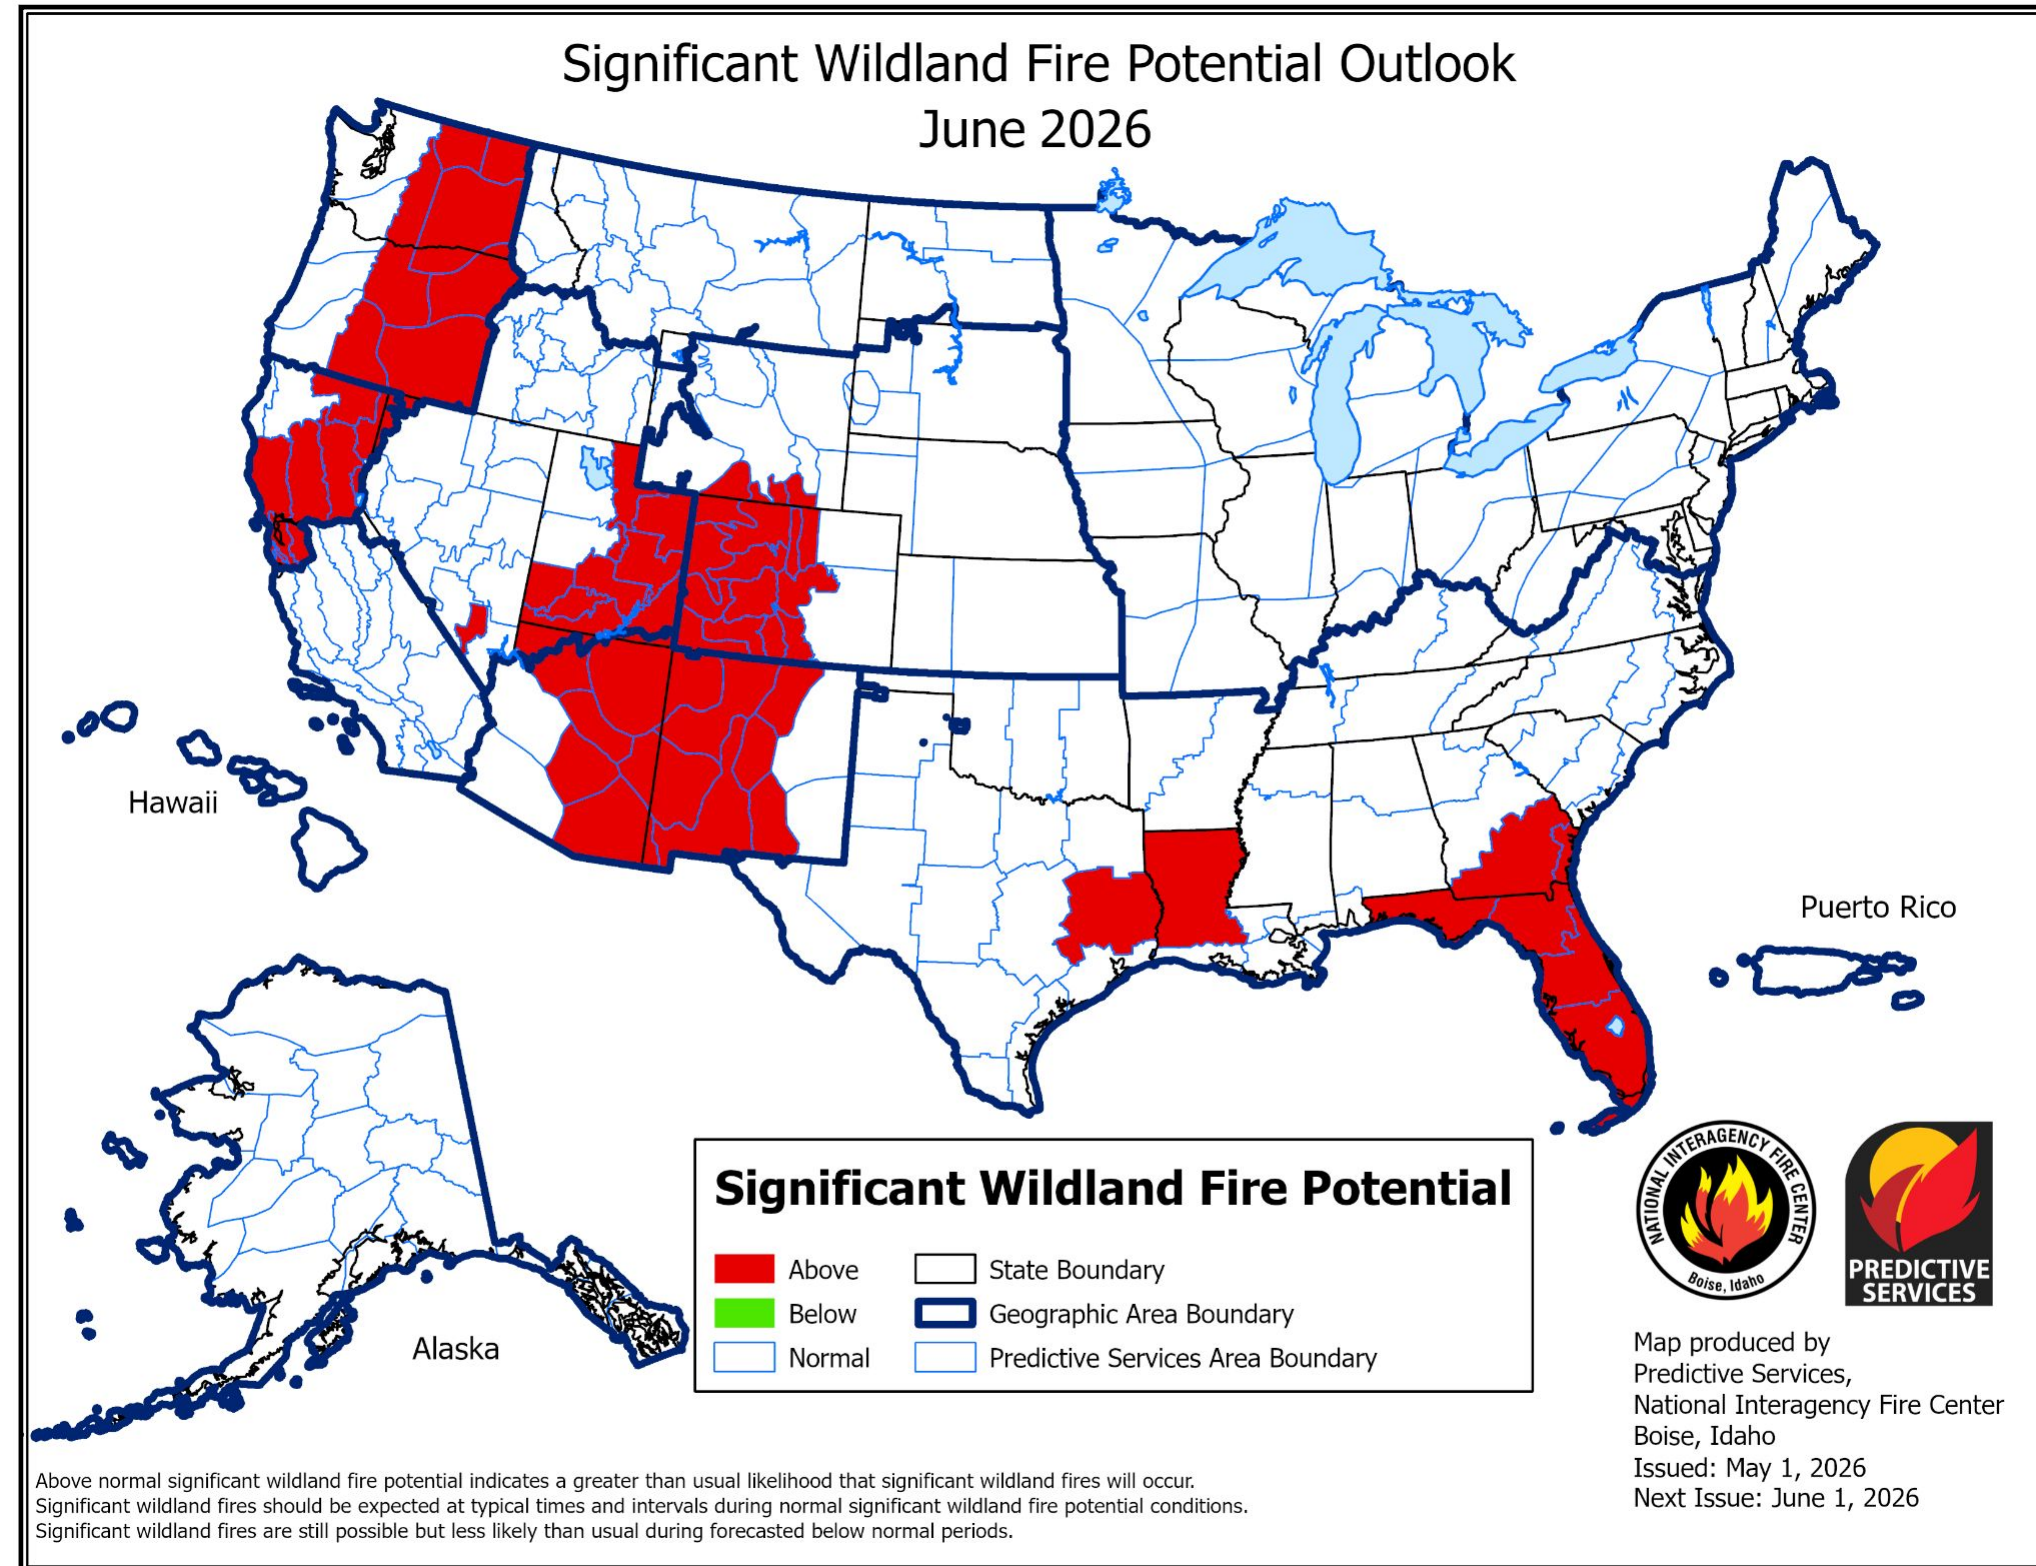 Significant Wildland Fire Potential Outlook
June 2026
Hawaii
Puerto Rico
Alaska
Significant Wildland Fire Potential
Above
State Boundary
Below
Geographic Area Boundary
Normal
Predictive Services Area Boundary
NATIONAL INTERAGENCY FIRE CENTER
Boise, Idaho
PREDICTIVE
SERVICES
Map produced by
Predictive Services,
National Interagency Fire Center
Boise, Idaho
Issued: May 1, 2026
Next Issue: June 1, 2026
Above normal significant wildland fire potential indicates a greater than usual likelihood that significant wildland fires will occur.
Significant wildland fires should be expected at typical times and intervals during normal significant wildland fire potential conditions.
Significant wildland fires are still possible but less likely than usual during forecasted below normal periods.